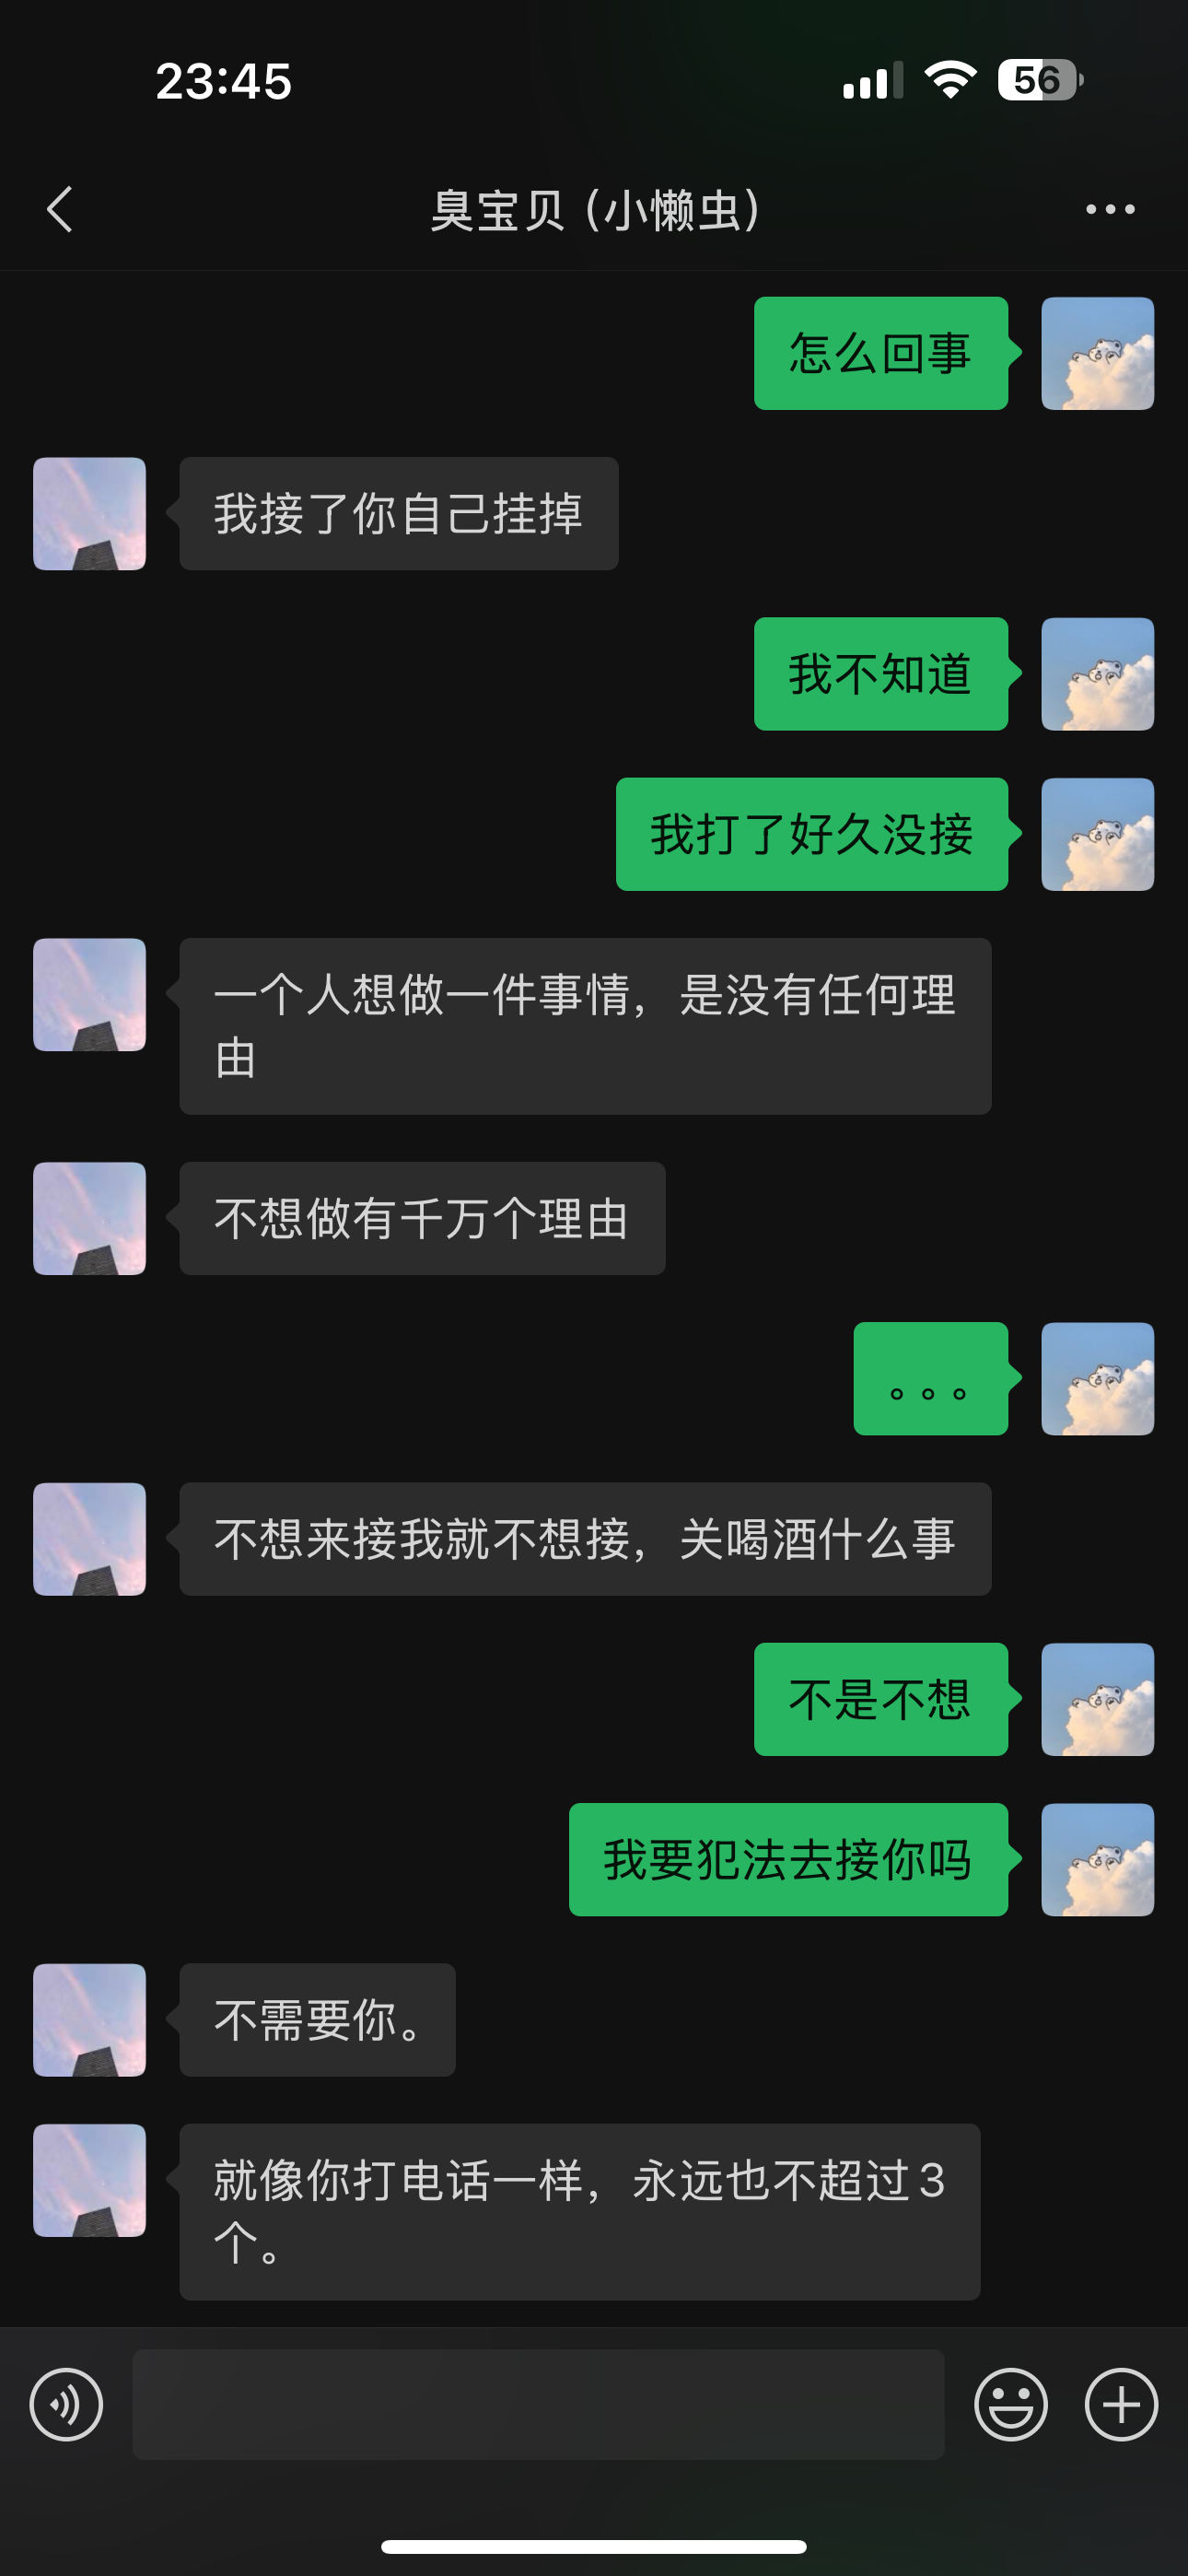 23:45
56
臭宝贝（小懒虫）
怎么回事
我接了你自己挂掉
我不知道
我打了好久没接
一个人想做一件事情，是没有任何理
由
不想做有千万个理由
。。。
不想来接我就不想接，关喝酒什么事
不是不想
我要犯法去接你吗
不需要你。
就像你打电话一样，永远也不超过3
个。